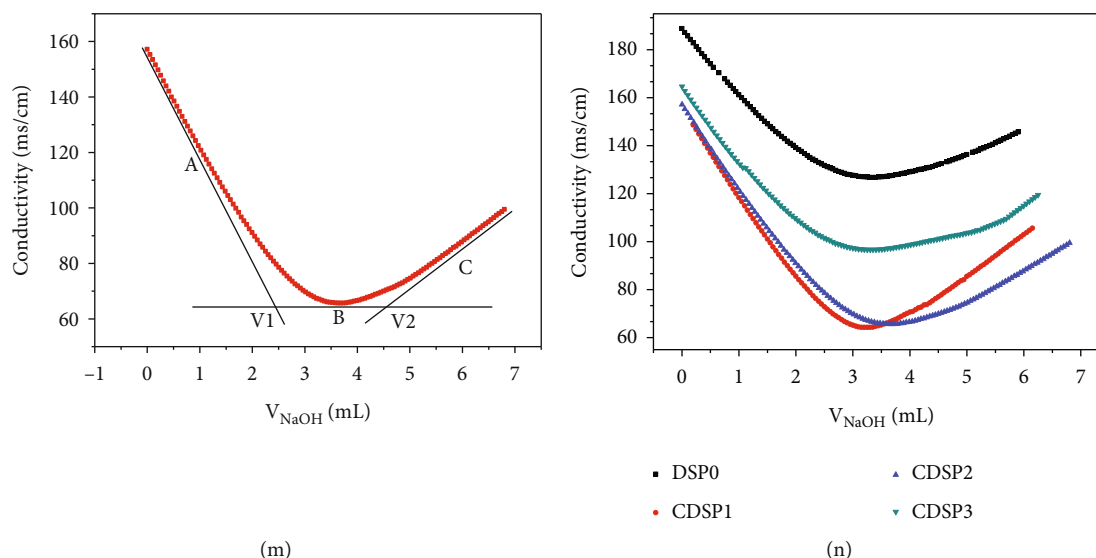 160
140
120
100
80
60
Conductivity (ms/cm)
A
B
C
V1
V2
–1 0 1 2 3 4 5 6 7
V_NaOH (mL)
(m)
180
160
140
120
100
80
60
Conductivity (ms/cm)
0 1 2 3 4 5 6 7
V_NaOH (mL)
DSP0
CDSP2
CDSP1
CDSP3
(n)